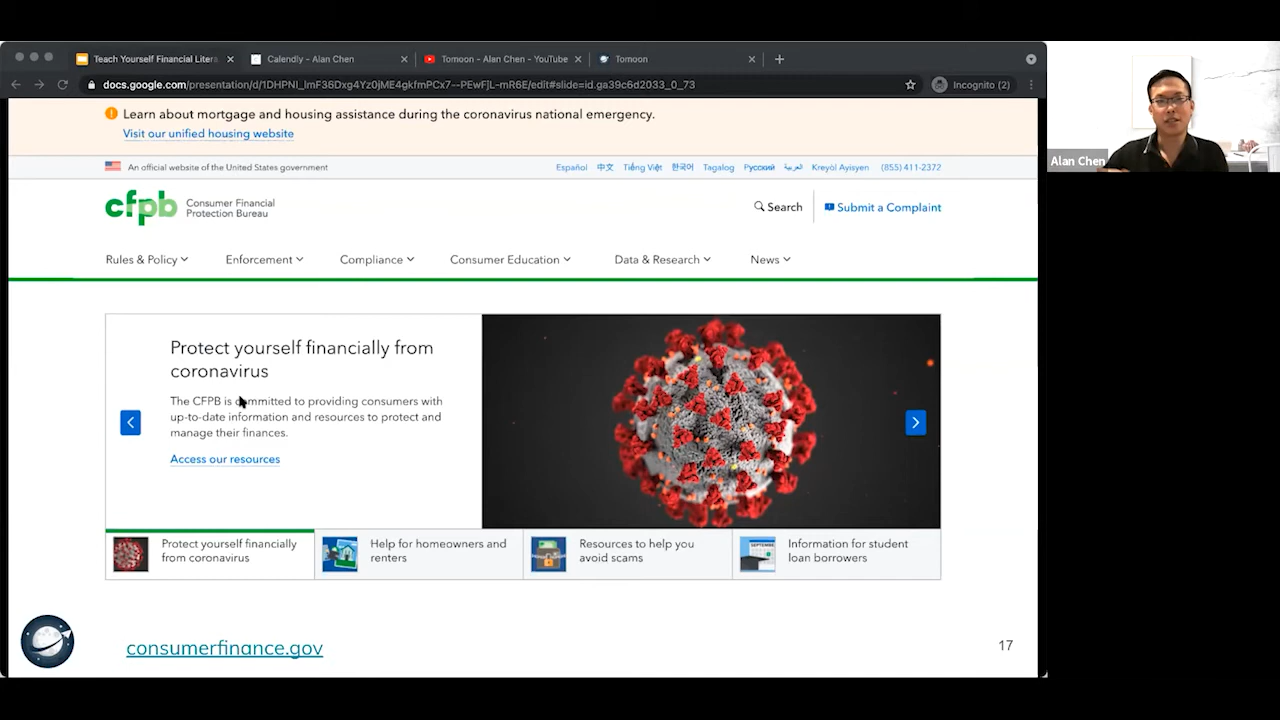 Teach Yourself Financial Litera
Calendly - Alan Chen
Tomoon - Alan Chen - YouTube
Tomoon
docs.google.com/presentation/d/1DHPNI_lmF36Dxg4Yz0jME4gkfmPCx7--PEwFJL-mR6E/edit#slide=id.ga39c6d2033_0_73
Incognito (2)
Learn about mortgage and housing assistance during the coronavirus national emergency.
Visit our unified housing website
An official website of the United States government
Español 中文 Tiếng Việt 한국어 Tagalog Русский العربية Kreyòl Ayisyen (855) 411-2372
cfpb
Consumer Financial
Protection Bureau
Search
Submit a Complaint
Rules & Policy
Enforcement
Compliance
Consumer Education
Data & Research
News
Protect yourself financially from
coronavirus
The CFPB is committed to providing consumers with
up-to-date information and resources to protect and
manage their finances.
Access our resources
Protect yourself financially
from coronavirus
Help for homeowners and
renters
Resources to help you
avoid scams
SEPTEMBER
Information for student
loan borrowers
consumerfinance.gov
17
Alan Chen